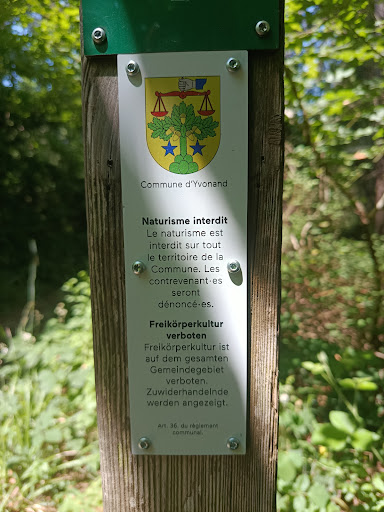 Commune d'Yvonand
Naturisme interdit
Le naturisme est
interdit sur tout
le territoire de la
Commune. Les
contrevenant·es
seront
dénoncé·es.
Freikörperkultur
verboten
Freikörperkultur ist
auf dem gesamten
Gemeindegebiet
verboten.
Zuwiderhandelnde
werden angezeigt.
Art. 36. du règlement
communal.